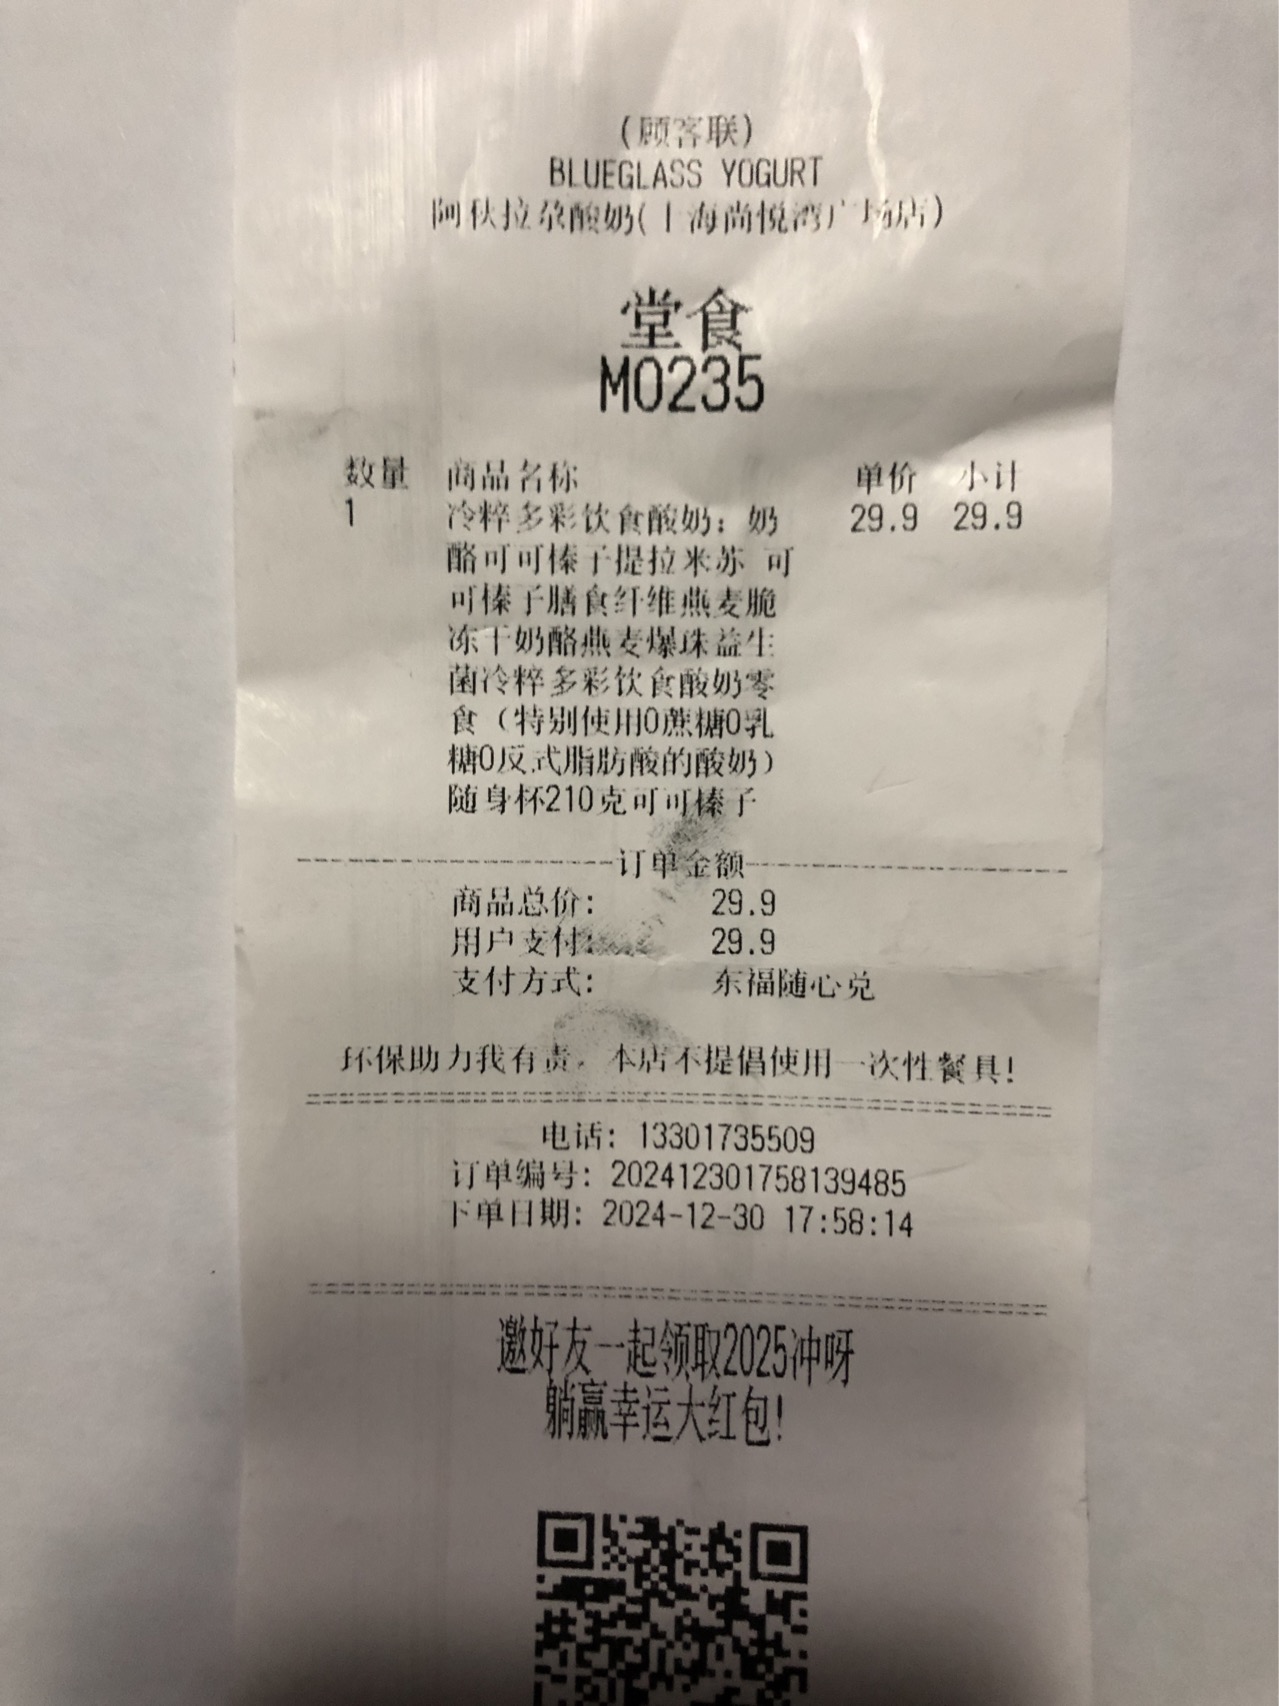 (顾客联)
BLUEGLASS YOGURT
阿秋拉尕酸奶(上海尚悦湾广场店)
堂食
M0235
数量 商品名称 单价 小计
1 冷粹多彩饮食酸奶：奶 29.9 29.9
酪可可榛子提拉米苏 可
可榛子膳食纤维燕麦脆
冻干奶酪燕麦爆珠益生
菌冷粹多彩饮食酸奶零
食（特别使用0蔗糖0乳
糖0反式脂肪酸的酸奶）
随身杯210克可可榛子
订单金额
商品总价： 29.9
用户支付： 29.9
支付方式： 东福随心兑
环保助力我有责，本店不提倡使用一次性餐具!
电话: 13301735509
订单编号: 202412301758139485
下单日期: 2024-12-30 17:58:14
邀好友一起领取2025冲呀
躺赢幸运大红包!